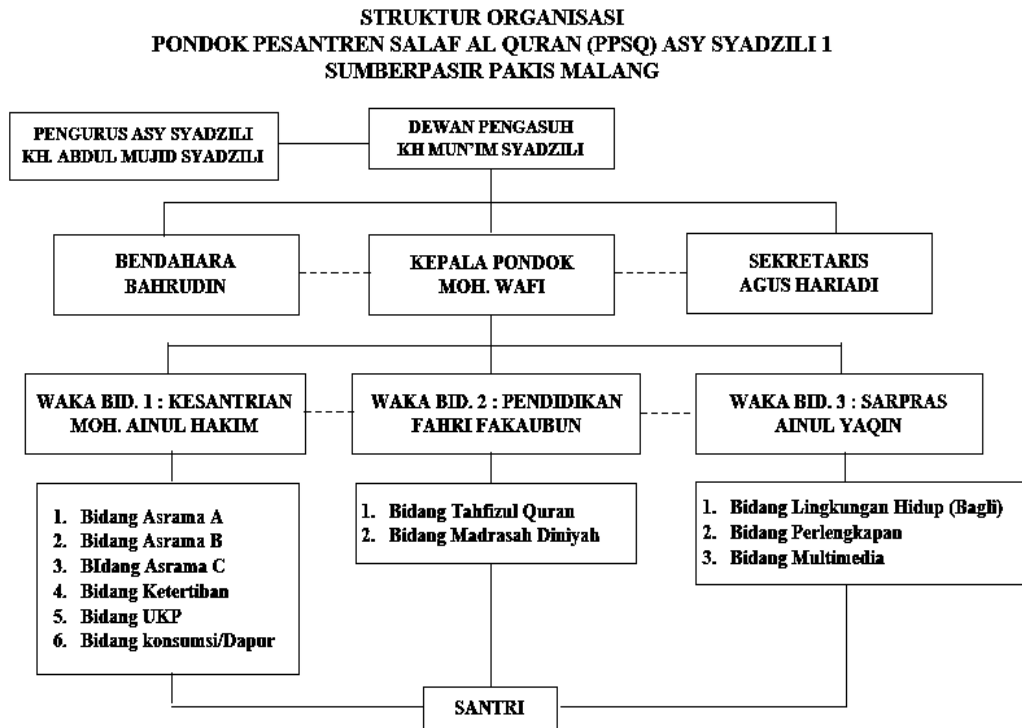 STRUKTUR ORGANISASI
PONDOK PESANTREN SALAF AL QURAN (PPSQ) ASY SYADZILI 1
SUMBERPASIR PAKIS MALANG
PENGURUS ASY SYADZILI
KH. ABDUL MUJID SYADZILI
DEWAN PENGASUH
KH MUN'IM SYADZILI
BENDAHARA
BAHRUDIN
KEPALA PONDOK
MOH. WAFI
SEKRETARIS
AGUS HARIADI
WAKA BID. 1 : KESANTRIAN
MOH. AINUL HAKIM
WAKA BID. 2 : PENDIDIKAN
FAHRI FAKAUBUN
WAKA BID. 3 : SARPRAS
AINUL YAQIN
1. Bidang Asrama A
2. Bidang Asrama B
3. BIdang Asrama C
4. Bidang Ketertiban
5. Bidang UKP
6. Bidang konsumsi/Dapur
1. Bidang Tahfizul Quran
2. Bidang Madrasah Diniyah
1. Bidang Lingkungan Hidup (Bagli)
2. Bidang Perlengkapan
3. Bidang Multimedia
SANTRI